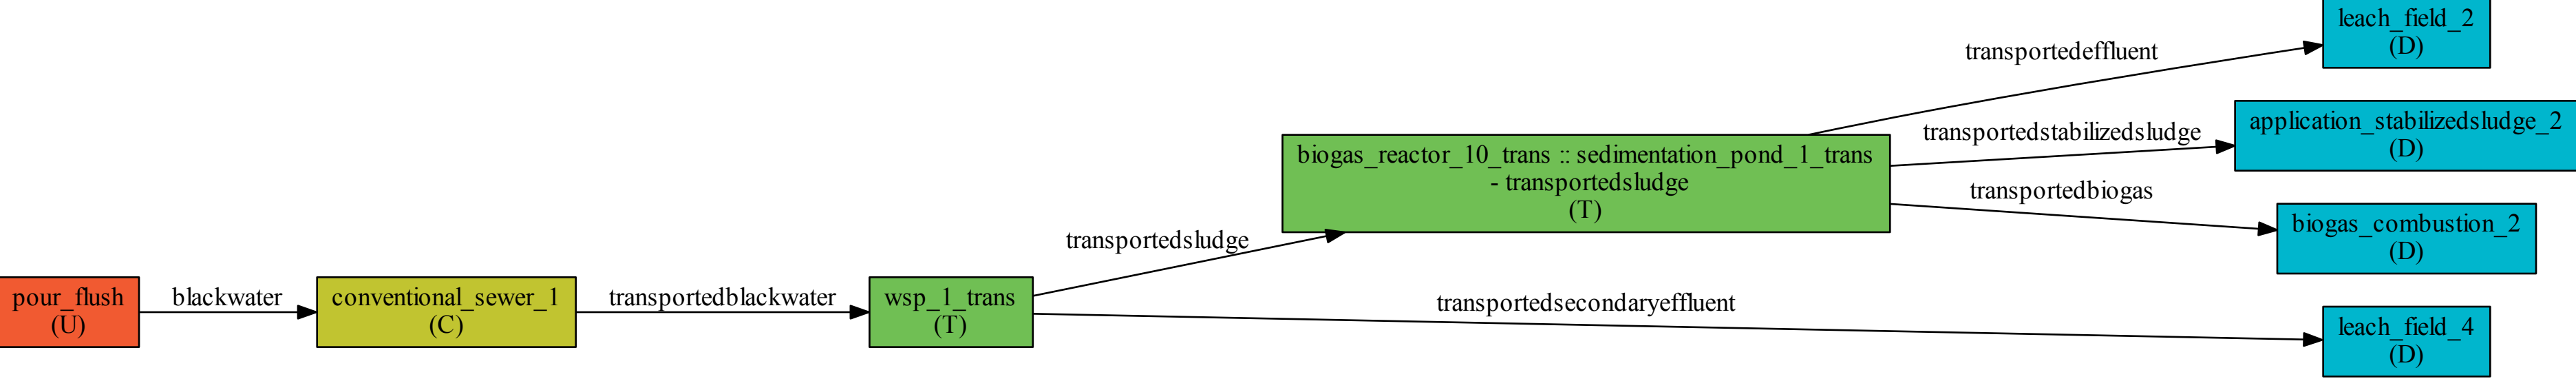 pour_flush
(U)
blackwater
conventional_sewer_1
(C)
transportedblackwater
wsp_1_trans
(T)
transportedsludge
transportedsecondaryeffluent
biogas_reactor_10_trans :: sedimentation_pond_1_trans
- transportedsludge
(T)
transportedeffluent
transportedstabilizedsludge
transportedbiogas
leach_field_2
(D)
application_stabilizedsludge_2
(D)
biogas_combustion_2
(D)
leach_field_4
(D)